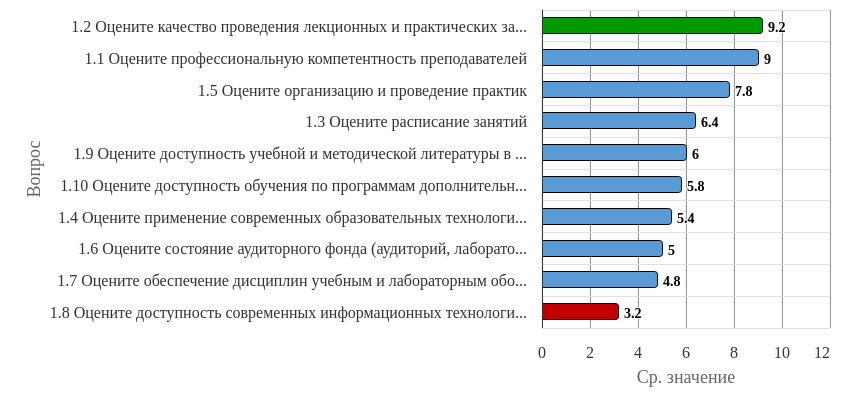 1.2 Оцените качество проведения лекционных и практических за... 9.2
1.1 Оцените профессиональную компетентность преподавателей 9
1.5 Оцените организацию и проведение практик 7.8
1.3 Оцените расписание занятий 6.4
1.9 Оцените доступность учебной и методической литературы в ... 6
1.10 Оцените доступность обучения по программам дополнительн... 5.8
1.4 Оцените применение современных образовательных технологи... 5.4
1.6 Оцените состояние аудиторного фонда (аудиторий, лаборато... 5
1.7 Оцените обеспечение дисциплин учебным и лабораторным обо... 4.8
1.8 Оцените доступность современных информационных технологи... 3.2
Вопрос
0 2 4 6 8 10 12
Ср. значение